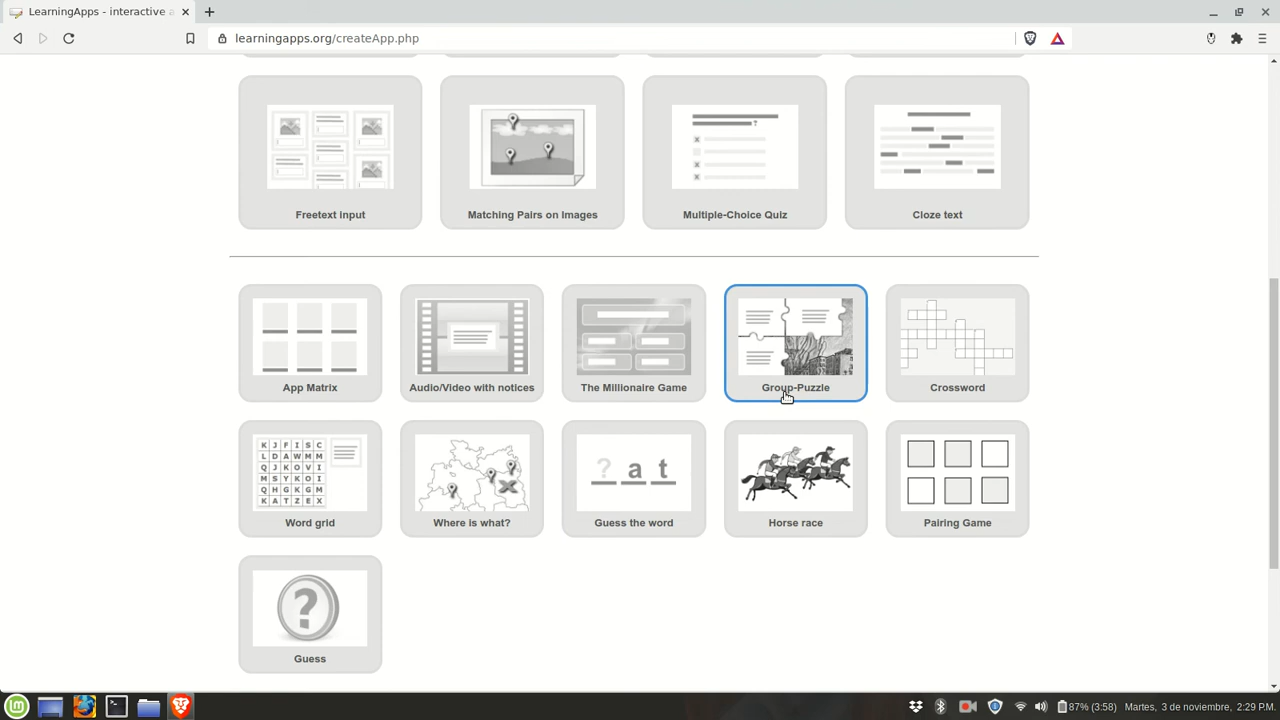 LearningApps - interactive a
learningapps.org/createApp.php
Freetext input
Matching Pairs on Images
Multiple-Choice Quiz
Cloze text
App Matrix
Audio/Video with notices
The Millionaire Game
Group-Puzzle
Crossword
K J F I S C
L D A W M M
Q J K O V I
M S Y K O I
Q H G K G M
K A T Z E X
Word grid
Where is what?
? a t
Guess the word
Horse race
Pairing Game
?
Guess
87% (3:58)
Martes, 3 de noviembre, 2:29 P.M.